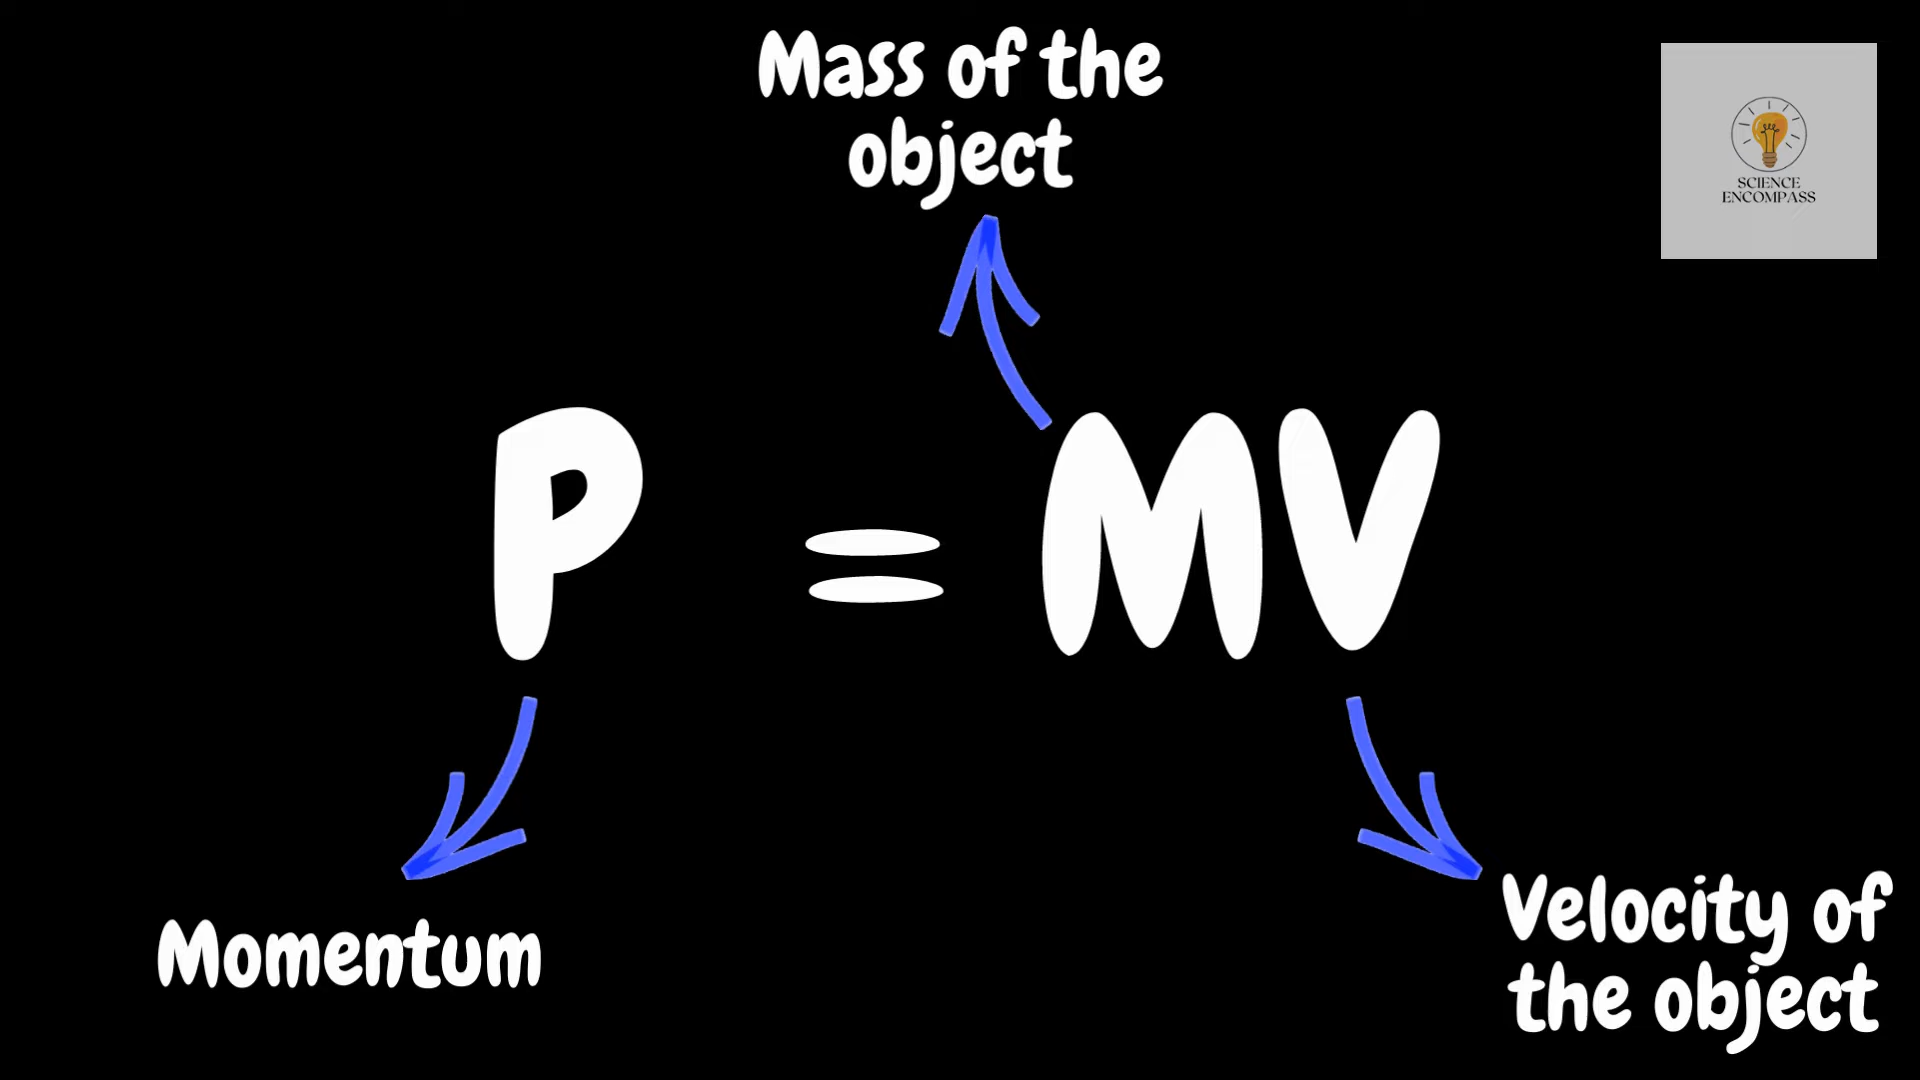 Mass of the
object
SCIENCE
ENCOMPASS
P = MV
Momentum
Velocity of
the object